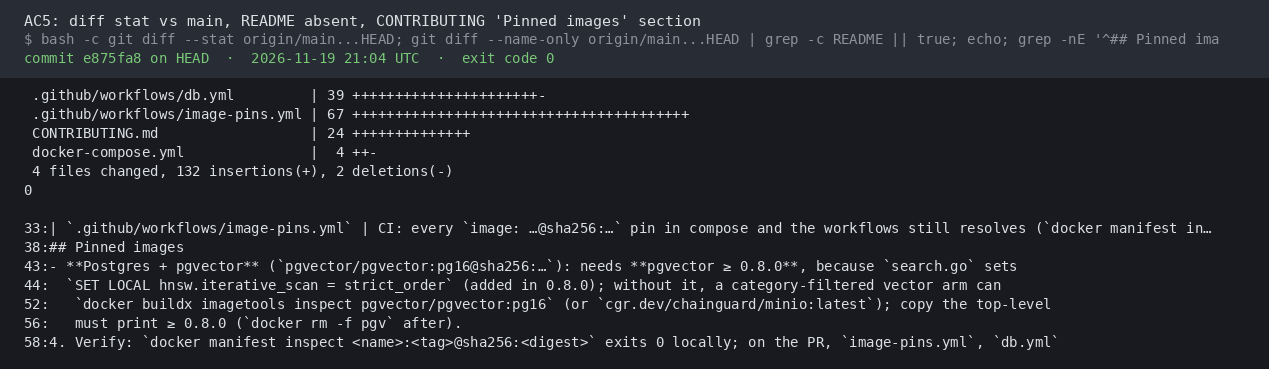 AC5: diff stat vs main, README absent, CONTRIBUTING 'Pinned images' section
$ bash -c git diff --stat origin/main...HEAD; git diff --name-only origin/main...HEAD | grep -c README || true; echo; grep -nE '^## Pinned ima
commit e875fa8 on HEAD  ·  2026-11-19 21:04 UTC  ·  exit code 0
.github/workflows/db.yml         | 39 ++++++++++++++++++++++-
.github/workflows/image-pins.yml | 67 ++++++++++++++++++++++++++++++++++++++++
CONTRIBUTING.md                  | 24 ++++++++++++++
docker-compose.yml               |  4 ++-
4 files changed, 132 insertions(+), 2 deletions(-)
0
33:| `.github/workflows/image-pins.yml` | CI: every `image: …@sha256:…` pin in compose and the workflows still resolves (`docker manifest in…
38:## Pinned images
43:- **Postgres + pgvector** (`pgvector/pgvector:pg16@sha256:…`): needs **pgvector ≥ 0.8.0**, because `search.go` sets
44:  `SET LOCAL hnsw.iterative_scan = strict_order` (added in 0.8.0); without it, a category-filtered vector arm can
52:   `docker buildx imagetools inspect pgvector/pgvector:pg16` (or `cgr.dev/chainguard/minio:latest`); copy the top-level
56:   must print ≥ 0.8.0 (`docker rm -f pgv` after).
58:4. Verify: `docker manifest inspect <name>:<tag>@sha256:<digest>` exits 0 locally; on the PR, `image-pins.yml`, `db.yml`